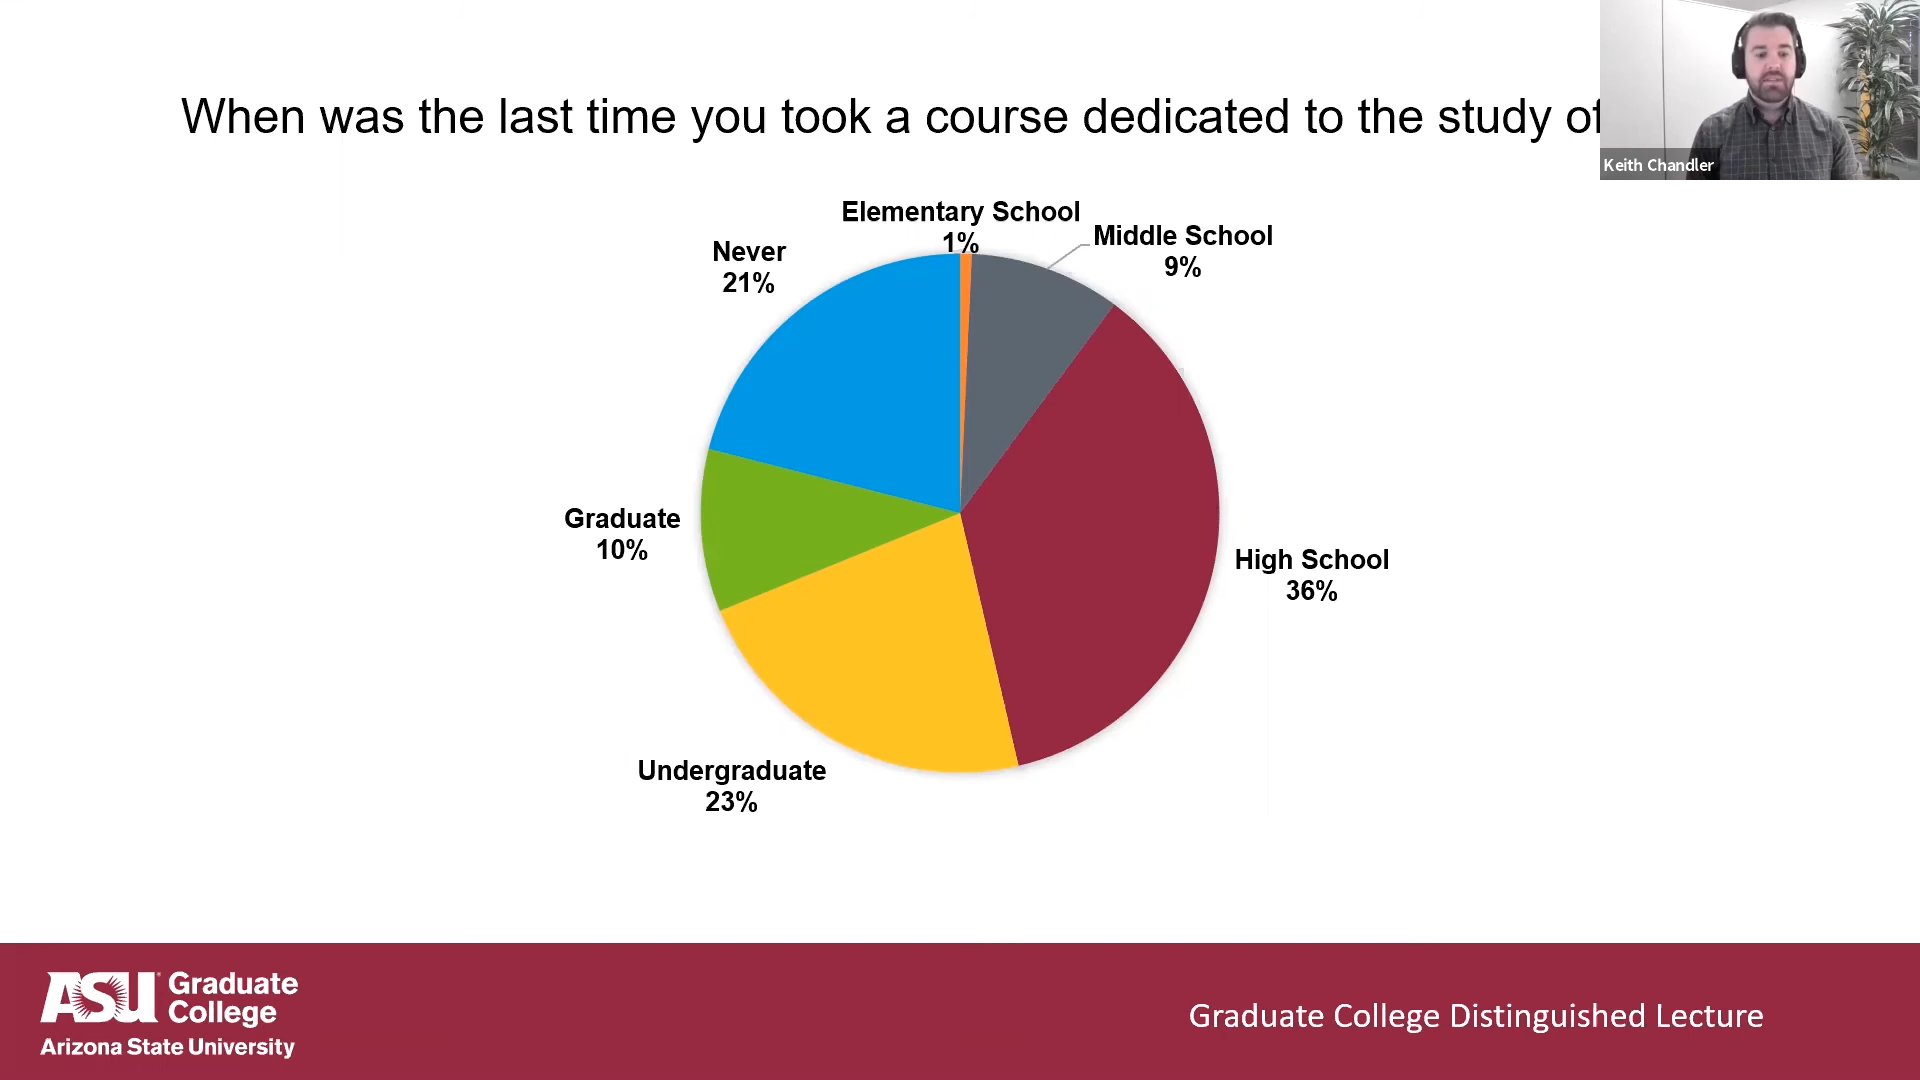 When was the last time you took a course dedicated to the study of
Keith Chandler
Elementary School
1%
Middle School
9%
Never
21%
Graduate
10%
High School
36%
Undergraduate
23%
ASU Graduate
College
Arizona State University
Graduate College Distinguished Lecture